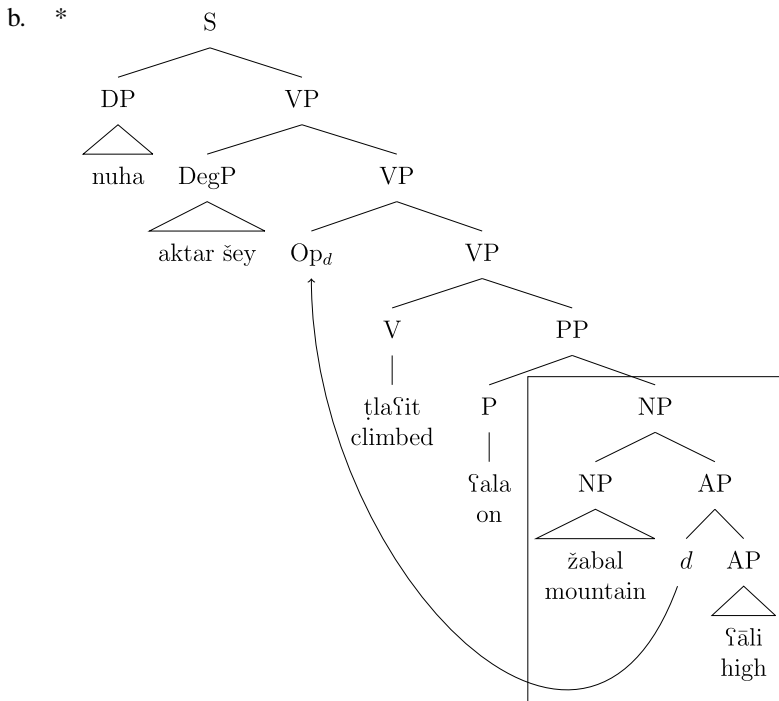 b. * S
DP VP
nuha DegP VP
aktar šey Opd VP
V PP
ṭlaʕit P NP
climbed
ʕala NP AP
on
žabal d AP
mountain
ʕāli
high